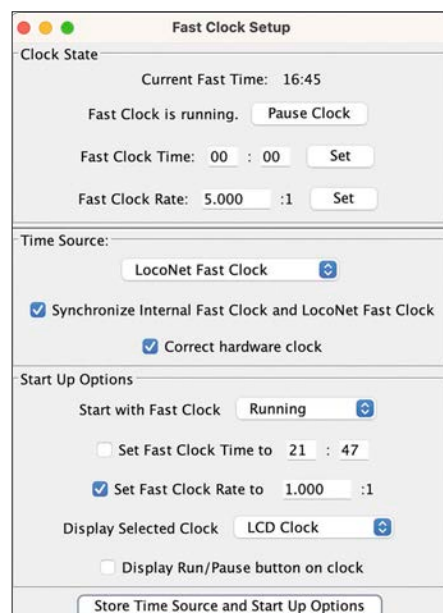 Fast Clock Setup
Clock State
Current Fast Time: 16:45
Fast Clock is running. Pause Clock
Fast Clock Time: 00 : 00 Set
Fast Clock Rate: 5.000 :1 Set
Time Source:
LocoNet Fast Clock
Synchronize Internal Fast Clock and LocoNet Fast Clock
Correct hardware clock
Start Up Options
Start with Fast Clock Running
Set Fast Clock Time to 21 : 47
Set Fast Clock Rate to 1.000 :1
Display Selected Clock LCD Clock
Display Run/Pause button on clock
Store Time Source and Start Up Options